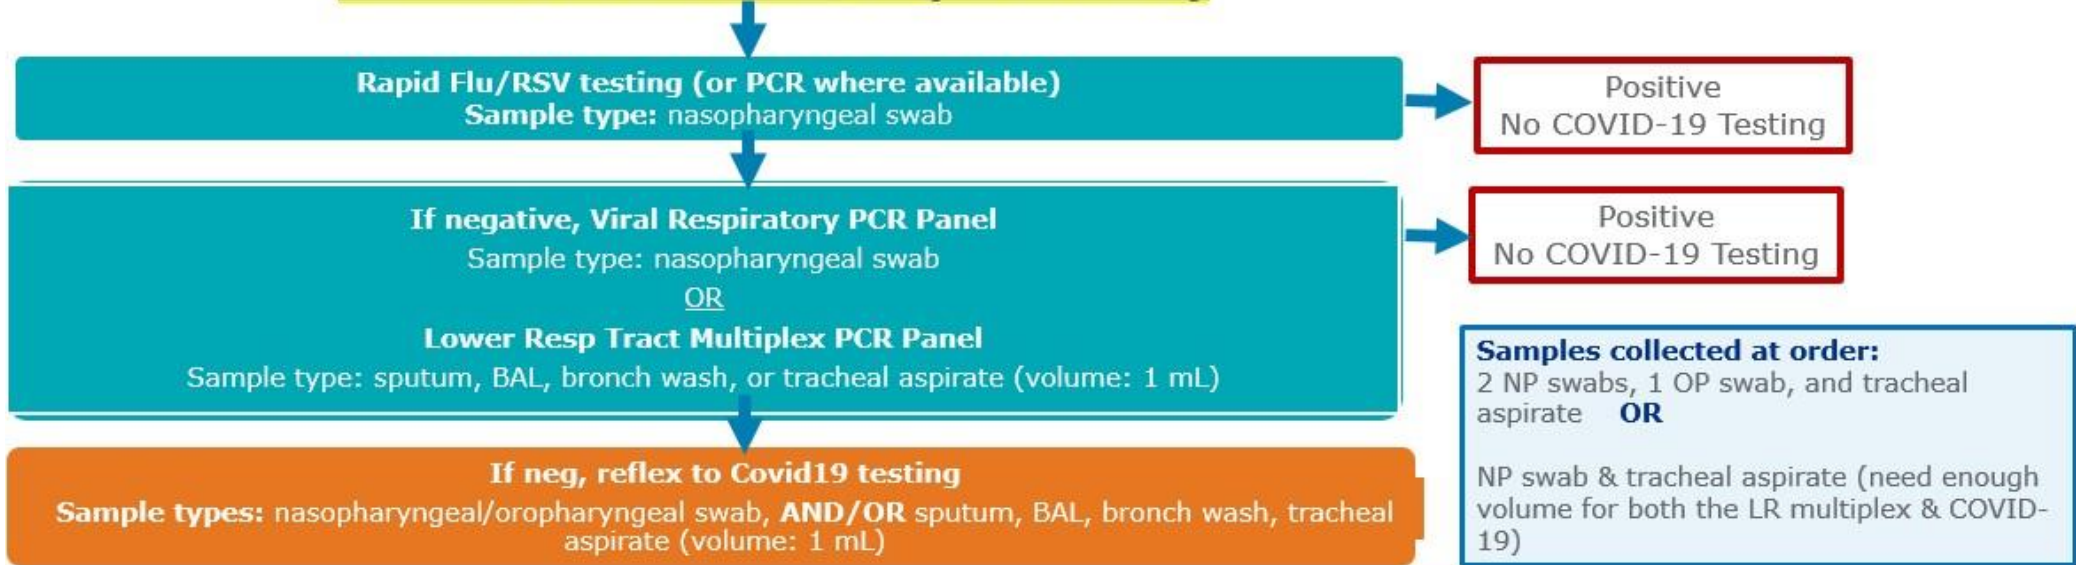 Rapid Flu/RSV testing (or PCR where available)
Sample type: nasopharyngeal swab
Positive
No COVID-19 Testing
If negative, Viral Respiratory PCR Panel
Sample type: nasopharyngeal swab
OR
Lower Resp Tract Multiplex PCR Panel
Sample type: sputum, BAL, bronch wash, or tracheal aspirate (volume: 1 mL)
Positive
No COVID-19 Testing
Samples collected at order:
2 NP swabs, 1 OP swab, and tracheal
aspirate OR
NP swab & tracheal aspirate (need enough
volume for both the LR multiplex & COVID-
19)
If neg, reflex to Covid19 testing
Sample types: nasopharyngeal/oropharyngeal swab, AND/OR sputum, BAL, bronch wash, tracheal
aspirate (volume: 1 mL)